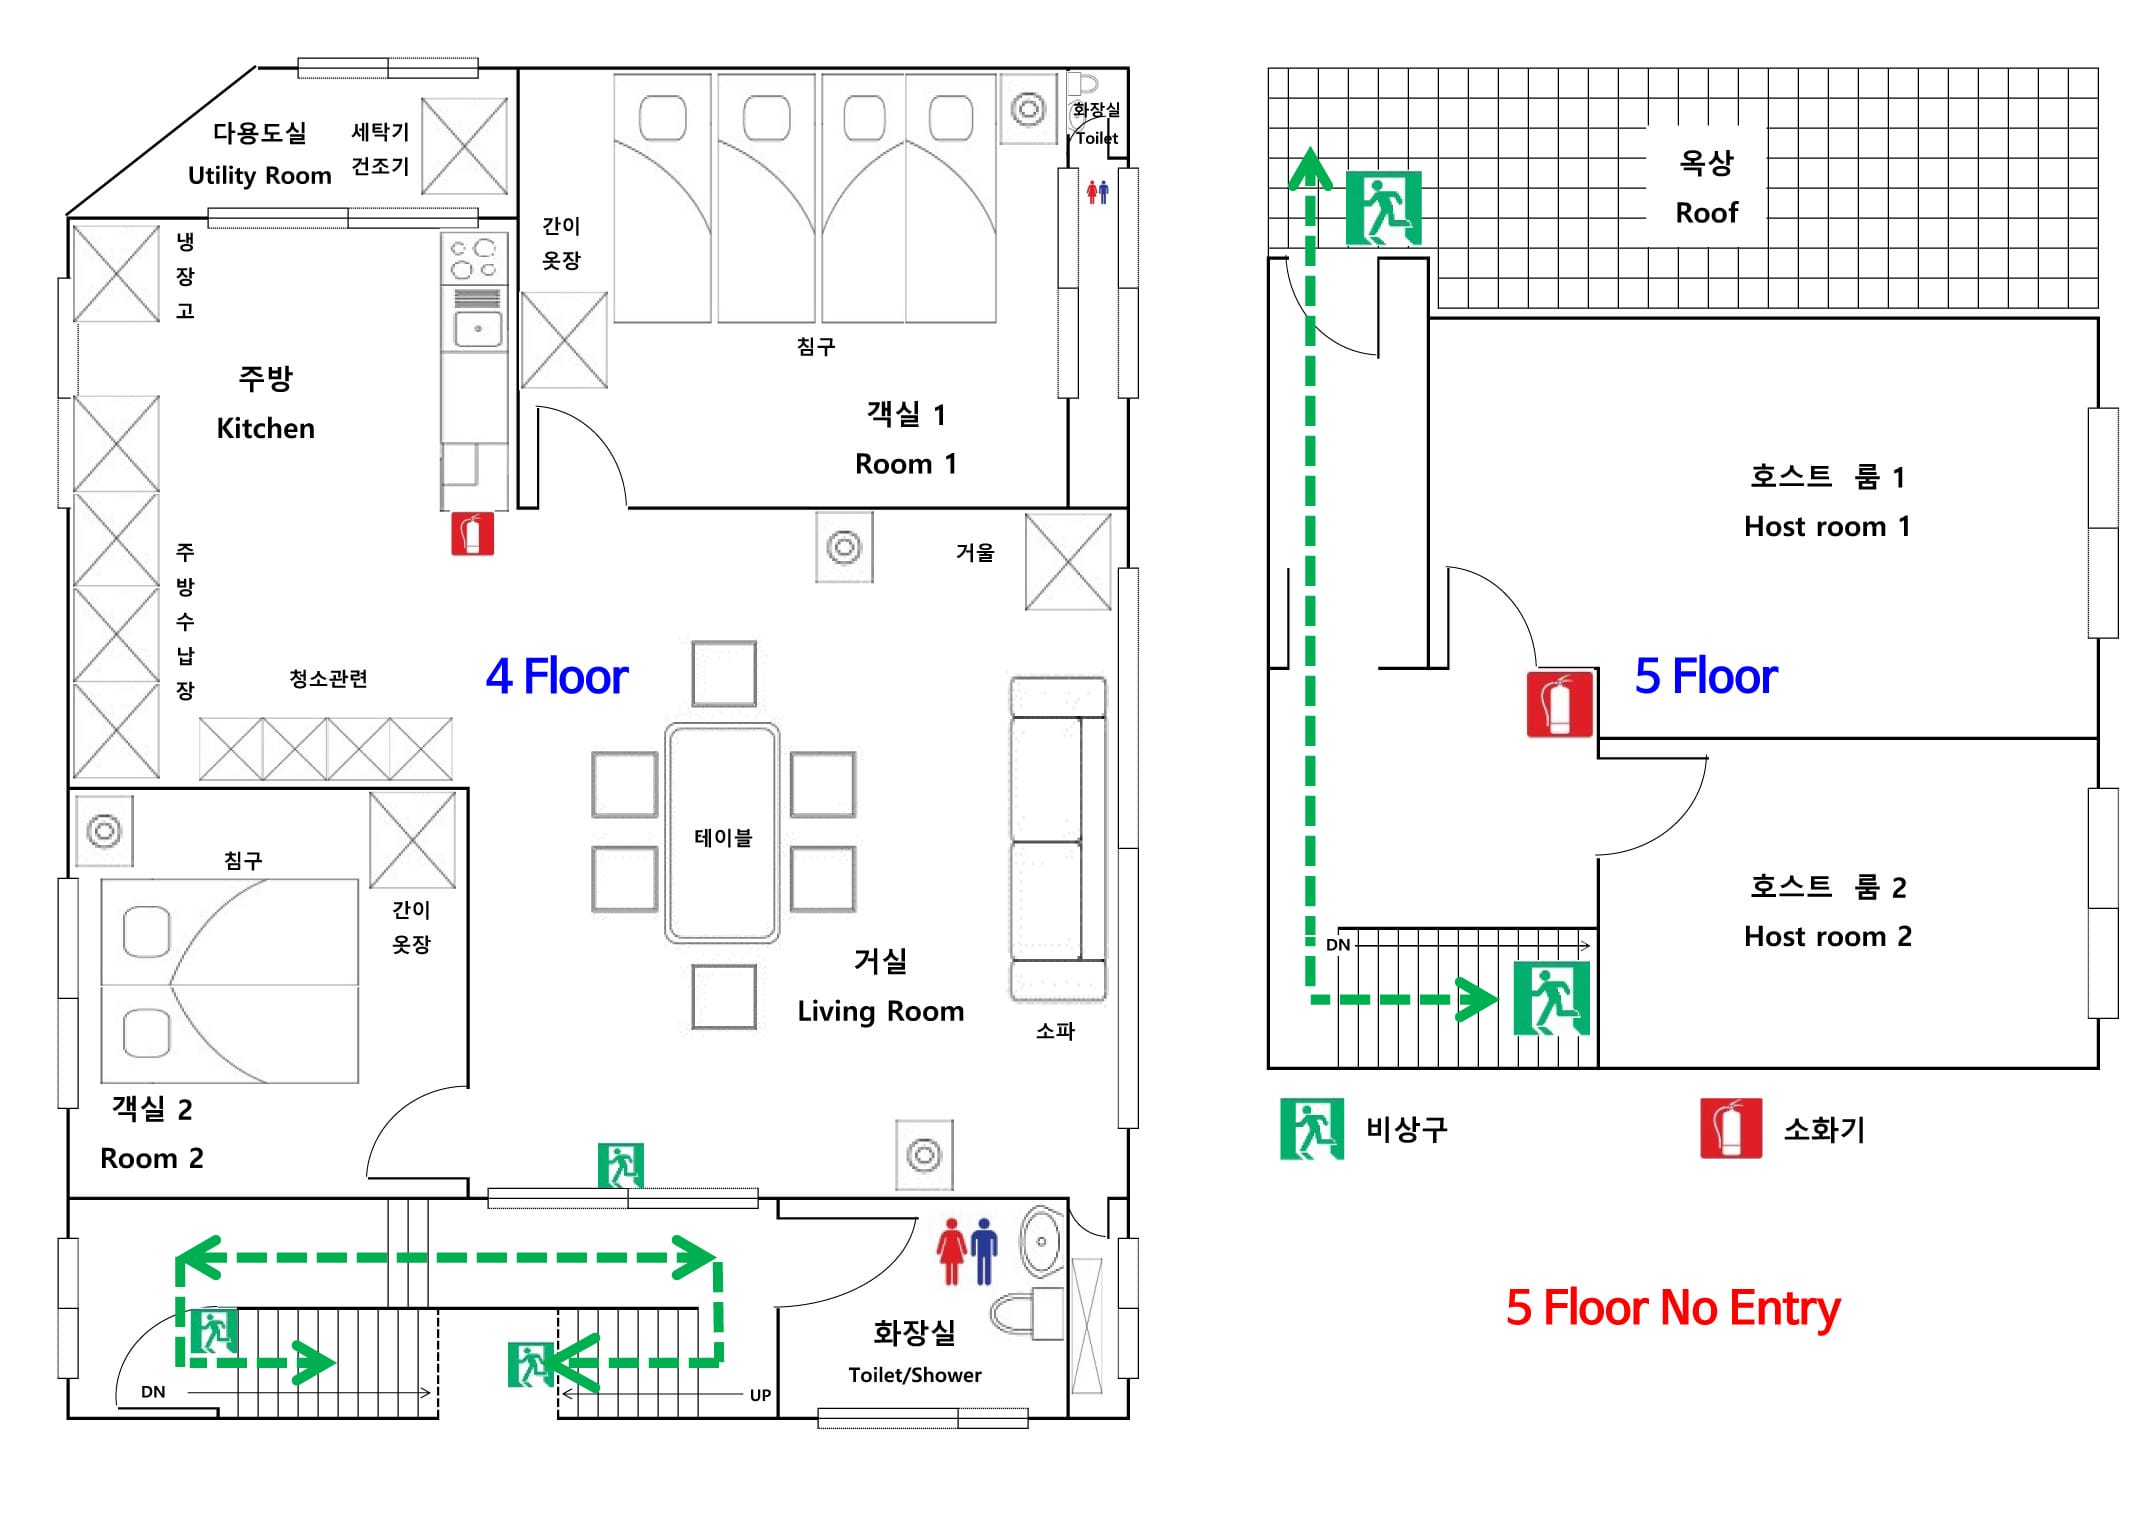 다용도실
Utility Room
세탁기
건조기
화장실
Toilet
냉
장
고
간이
옷장
침구
주방
Kitchen
객실 1
Room 1
거울
주
방
수
납
장
청소관련
4 Floor
테이블
침구
간이
옷장
거실
Living Room
소파
객실 2
Room 2
화장실
Toilet/Shower
DN
UP
옥상
Roof
호스트 룸 1
Host room 1
5 Floor
호스트 룸 2
Host room 2
DN
비상구
소화기
5 Floor No Entry